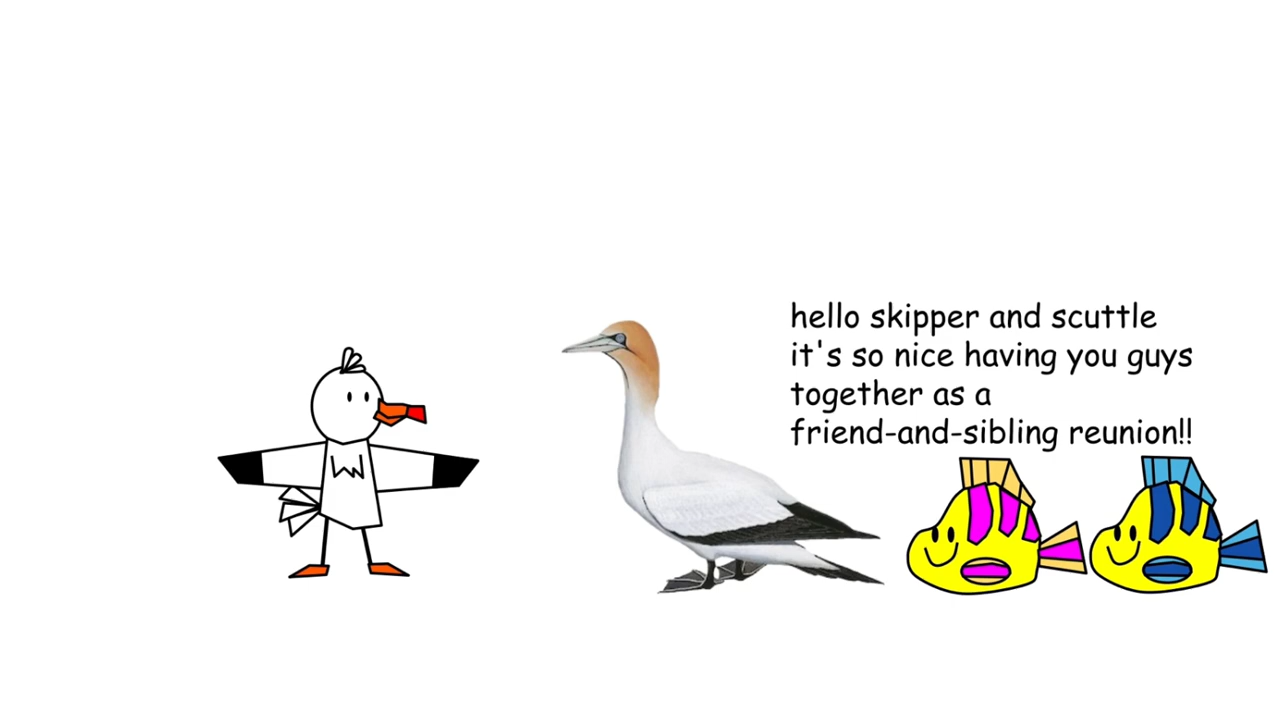 hello skipper and scuttle
it's so nice having you guys
together as a
friend-and-sibling reunion!!